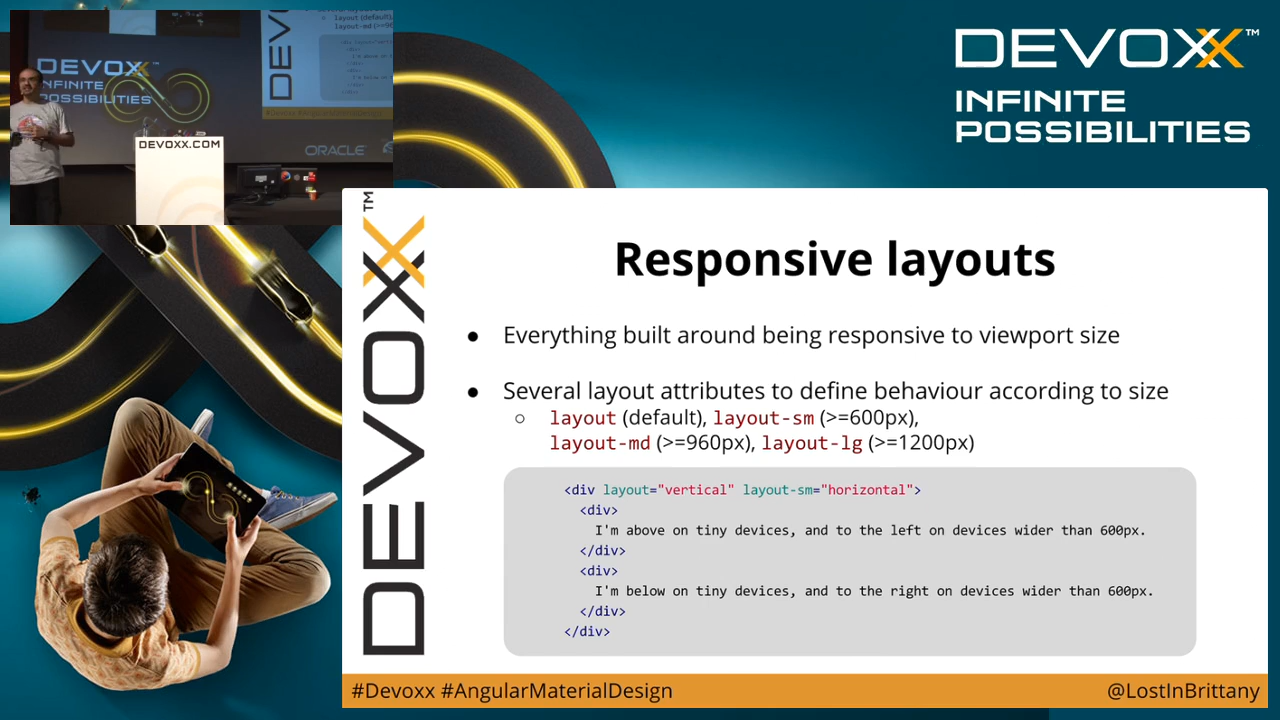 DEVOXX™
INFINITE
POSSIBILITIES
DEVOXX
INFINITE
POSSIBILITIES
DEVOXX.COM
ORACLE
DEVOXX™
Responsive layouts
● Everything built around being responsive to viewport size
● Several layout attributes to define behaviour according to size
○ layout (default), layout-sm (>=600px),
layout-md (>=960px), layout-lg (>=1200px)
<div layout="vertical" layout-sm="horizontal">
<div>
I'm above on tiny devices, and to the left on devices wider than 600px.
</div>
<div>
I'm below on tiny devices, and to the right on devices wider than 600px.
</div>
</div>
#Devoxx #AngularMaterialDesign
@LostInBrittany